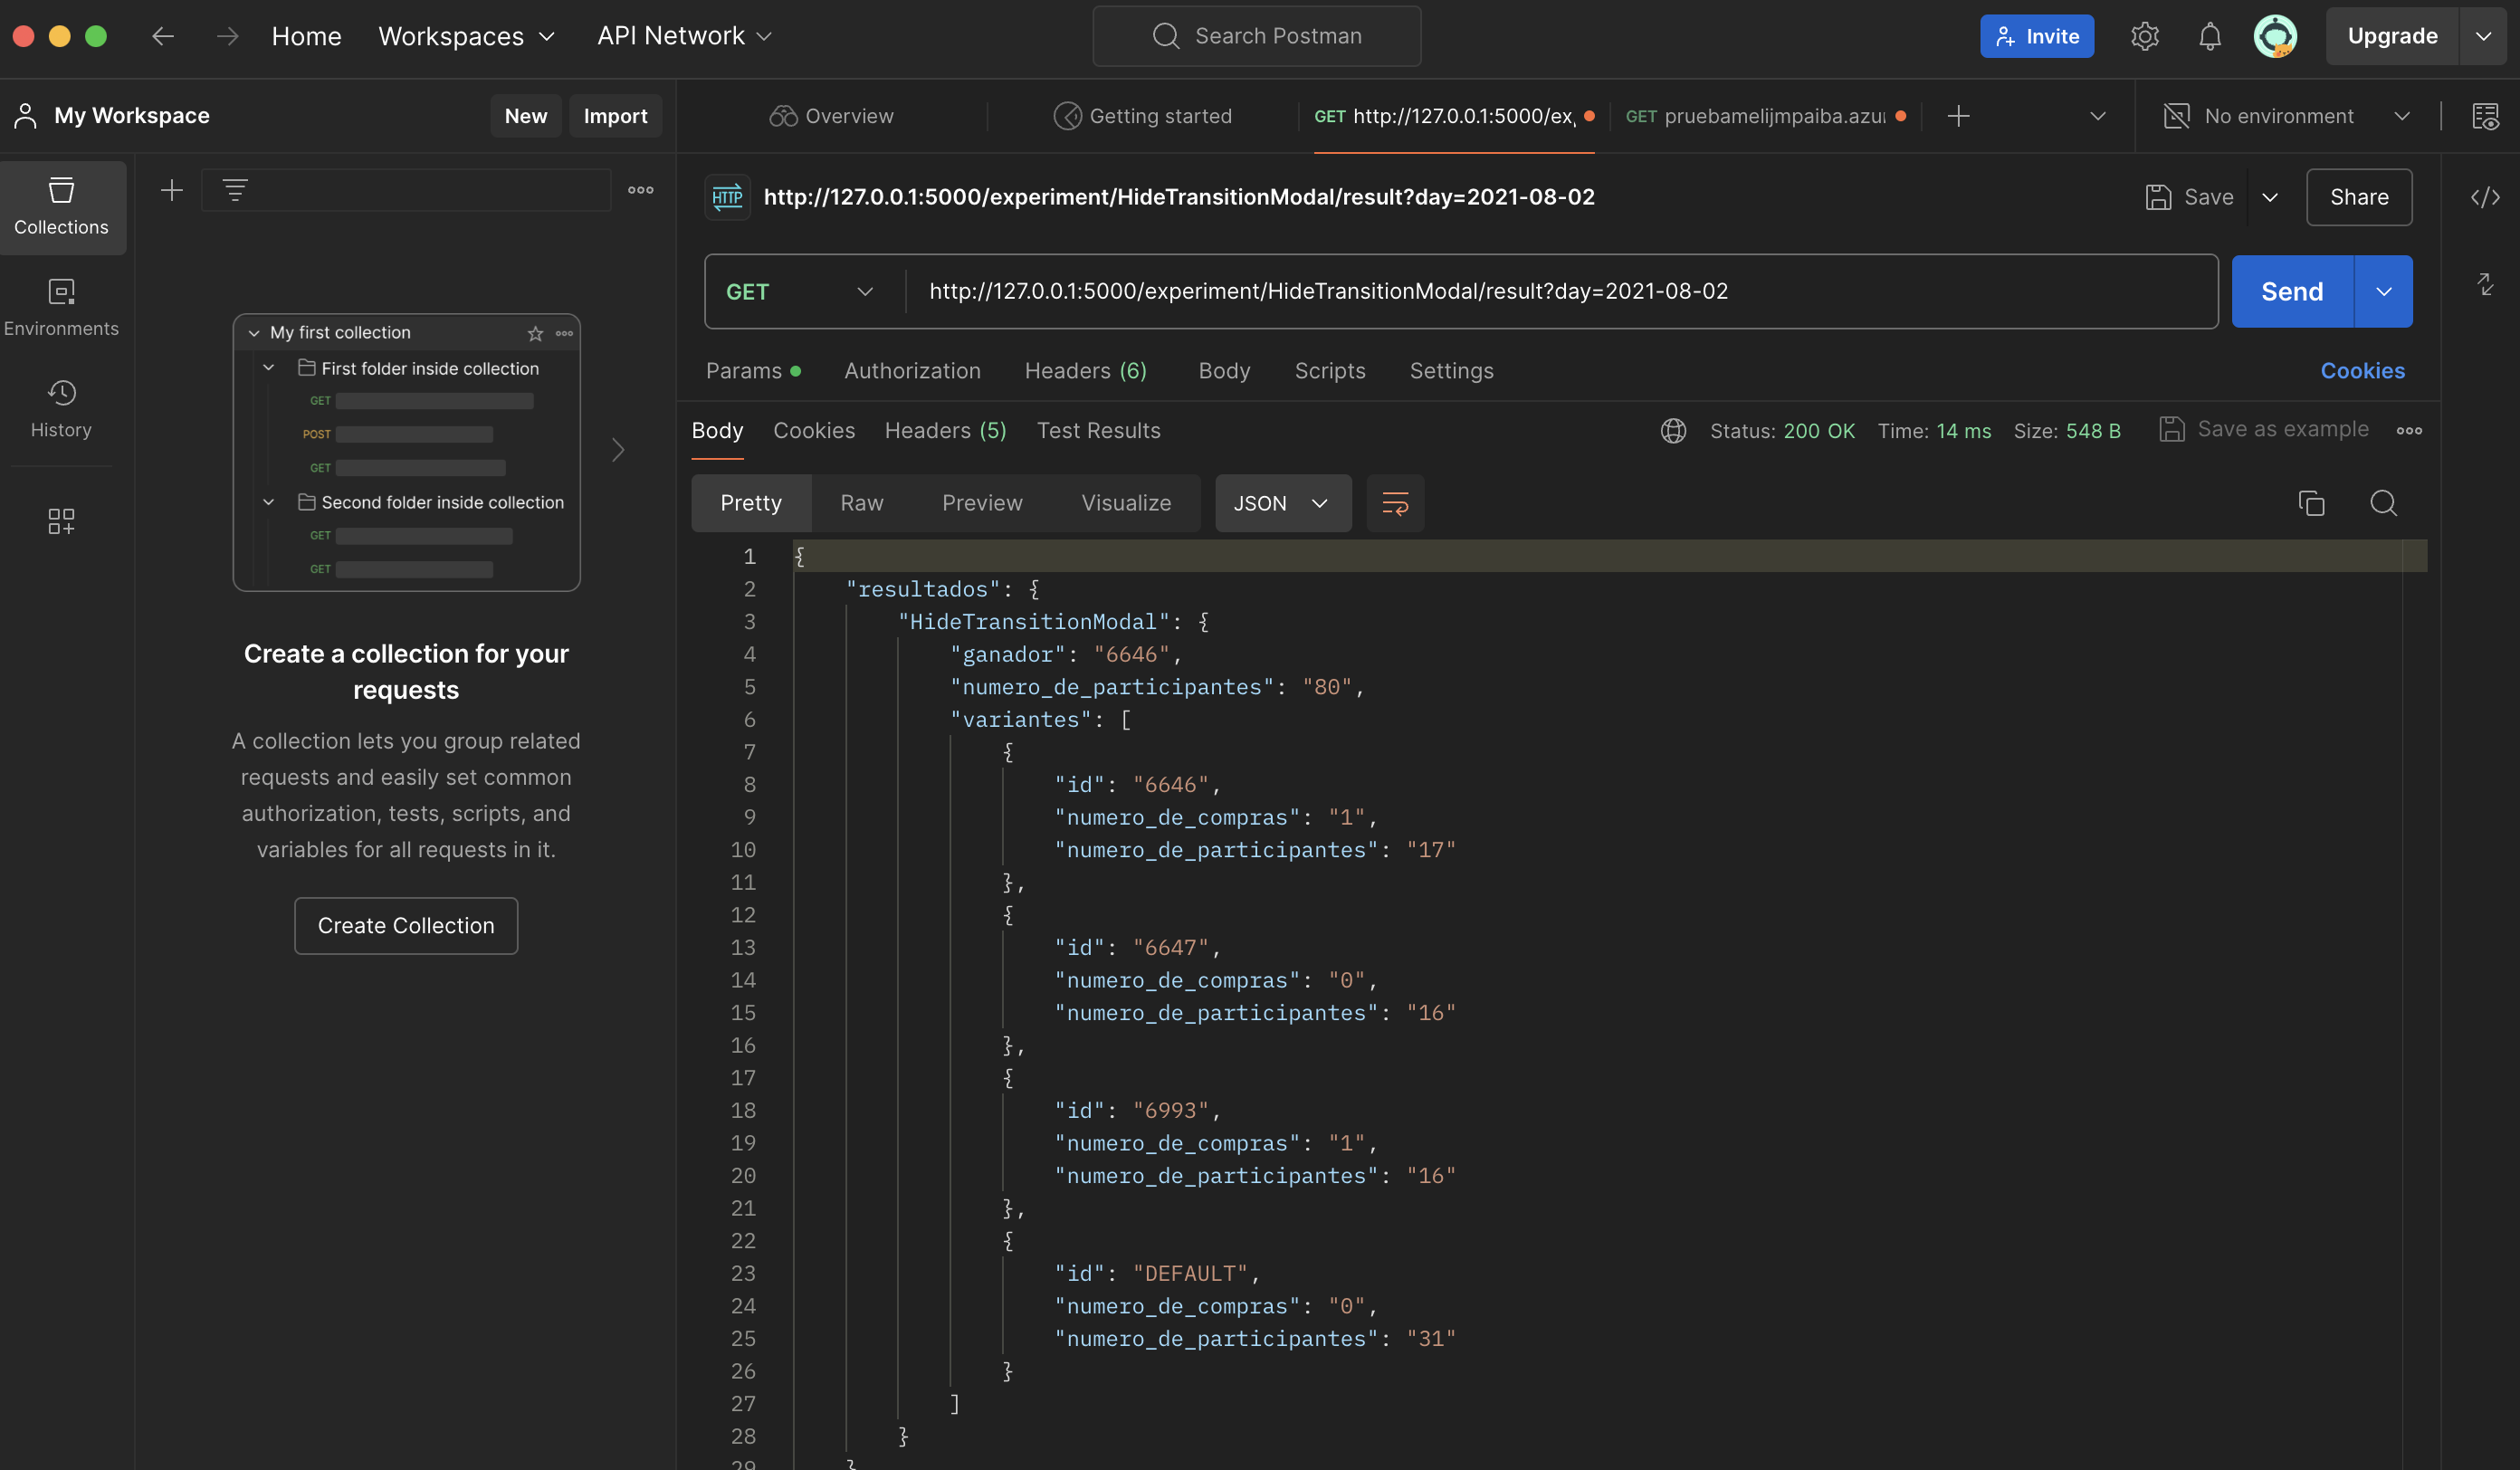 Home Workspaces API Network Search Postman Invite Upgrade
My Workspace New Import Overview Getting started GET http://127.0.0.1:5000/ex GET pruebamelijmpaiba.azu No environment
Collections
Environments
History
My first collection
First folder inside collection
GET
POST
GET
Second folder inside collection
GET
GET
Create a collection for your
requests
A collection lets you group related
requests and easily set common
authorization, tests, scripts, and
variables for all requests in it.
Create Collection
HTTP http://127.0.0.1:5000/experiment/HideTransitionModal/result?day=2021-08-02 Save Share
GET http://127.0.0.1:5000/experiment/HideTransitionModal/result?day=2021-08-02 Send
Params Authorization Headers (6) Body Scripts Settings Cookies
Body Cookies Headers (5) Test Results Status: 200 OK Time: 14 ms Size: 548 B Save as example
Pretty Raw Preview Visualize JSON
1 {
2 "resultados": {
3 "HideTransitionModal": {
4 "ganador": "6646",
5 "numero_de_participantes": "80",
6 "variantes": [
7 {
8 "id": "6646",
9 "numero_de_compras": "1",
10 "numero_de_participantes": "17"
11 },
12 {
13 "id": "6647",
14 "numero_de_compras": "0",
15 "numero_de_participantes": "16"
16 },
17 {
18 "id": "6993",
19 "numero_de_compras": "1",
20 "numero_de_participantes": "16"
21 },
22 {
23 "id": "DEFAULT",
24 "numero_de_compras": "0",
25 "numero_de_participantes": "31"
26 }
27 ]
28 }
29 }